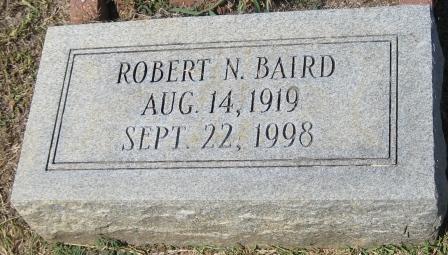 ROBERT N. BAIRD
AUG. 14, 1919
SEPT. 22, 1998